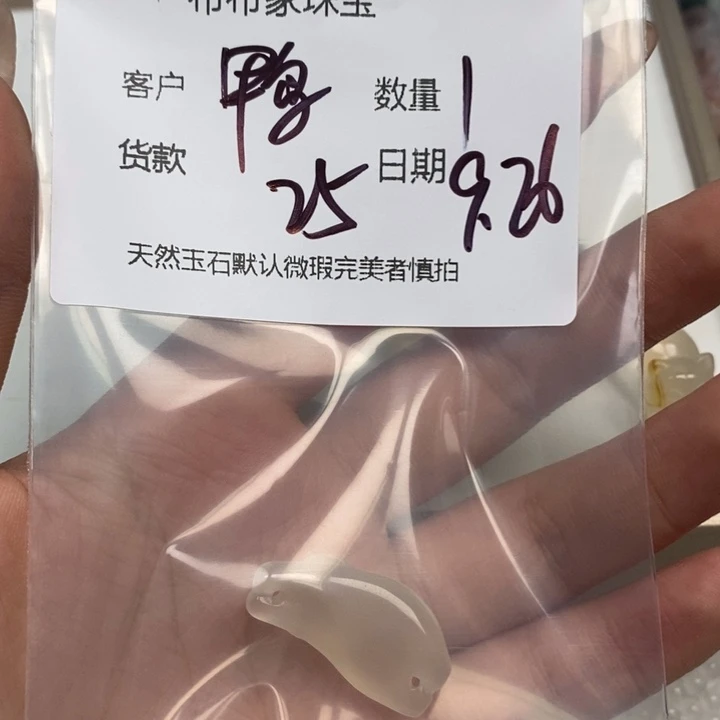 布布家珠宝
客户 鸭 数量 1
货款 25 日期 9.26
天然玉石默认微瑕完美者慎拍